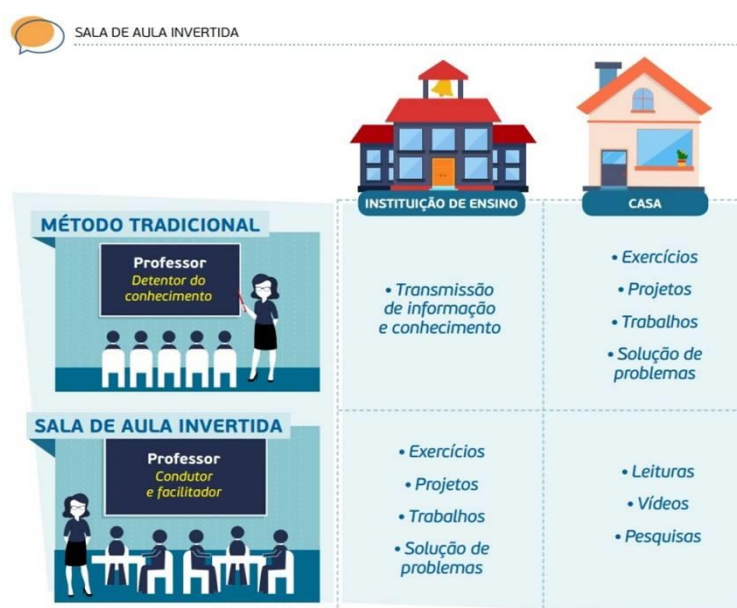 SALA DE AULA INVERTIDA
INSTITUIÇÃO DE ENSINO
CASA
MÉTODO TRADICIONAL
Professor
Detentor do
conhecimento
• Transmissão
de informação
e conhecimento
• Exercícios
• Projetos
• Trabalhos
• Solução de
problemas
SALA DE AULA INVERTIDA
Professor
Condutor
e facilitador
• Exercícios
• Projetos
• Trabalhos
• Solução de
problemas
• Leituras
• Vídeos
• Pesquisas